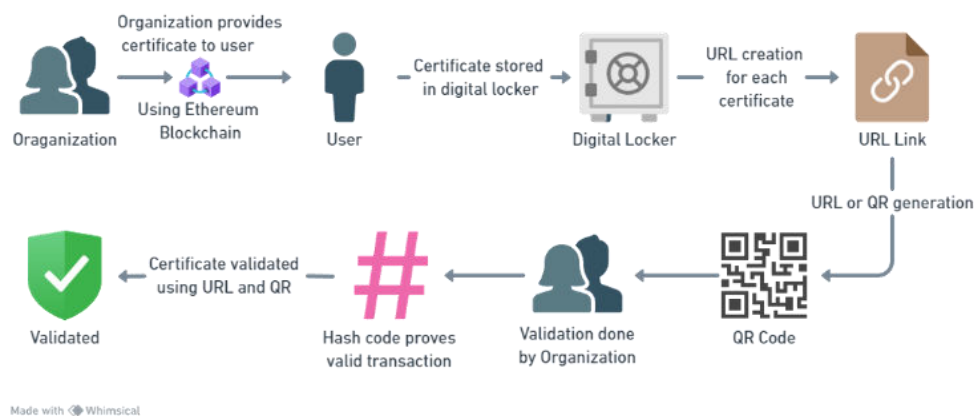 Organization provides
certificate to user
Using Ethereum
Blockchain
Oraganization
User
Certificate stored
in digital locker
Digital Locker
URL creation
for each
certificate
URL Link
URL or QR generation
QR Code
Validation done
by Organization
Hash code proves
valid transaction
Certificate validated
using URL and QR
Validated
Made with Whimsical